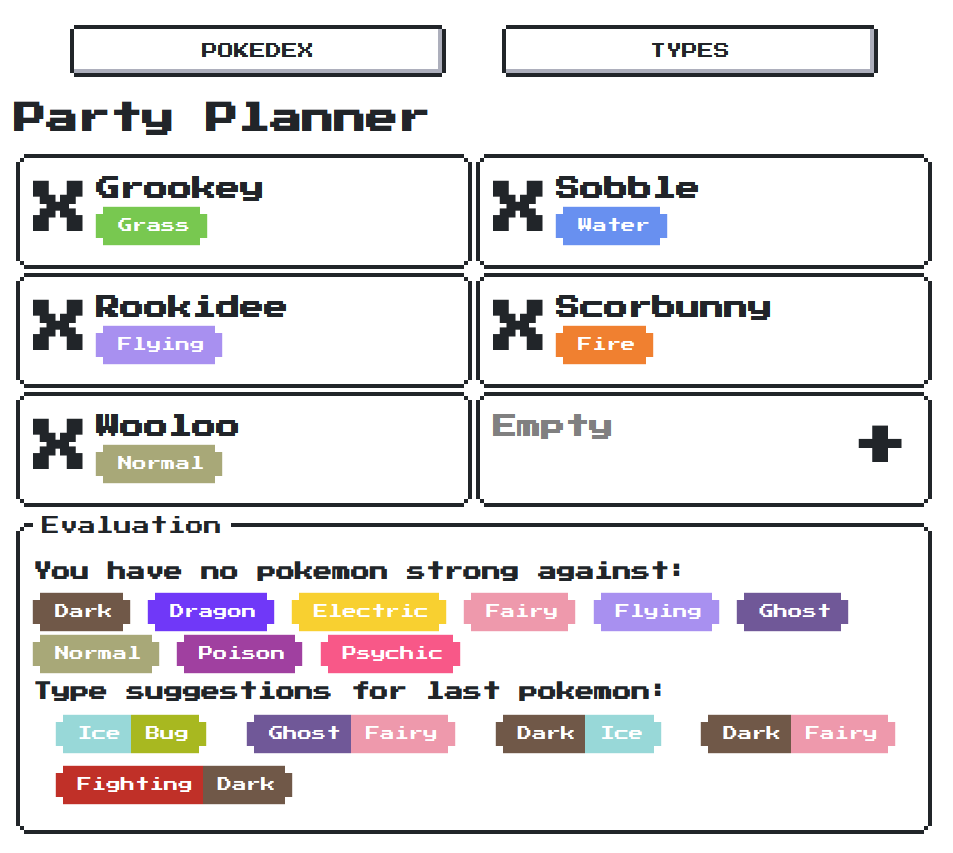 POKEDEX TYPES
Party Planner
Grookey Sobble
Grass Water
Rookidee Scorbunny
Flying Fire
Wooloo Empty
Normal
Evaluation
You have no pokemon strong against:
Dark Dragon Electric Fairy Flying Ghost
Normal Poison Psychic
Type suggestions for last pokemon:
Ice Bug Ghost Fairy Dark Ice Dark Fairy
Fighting Dark